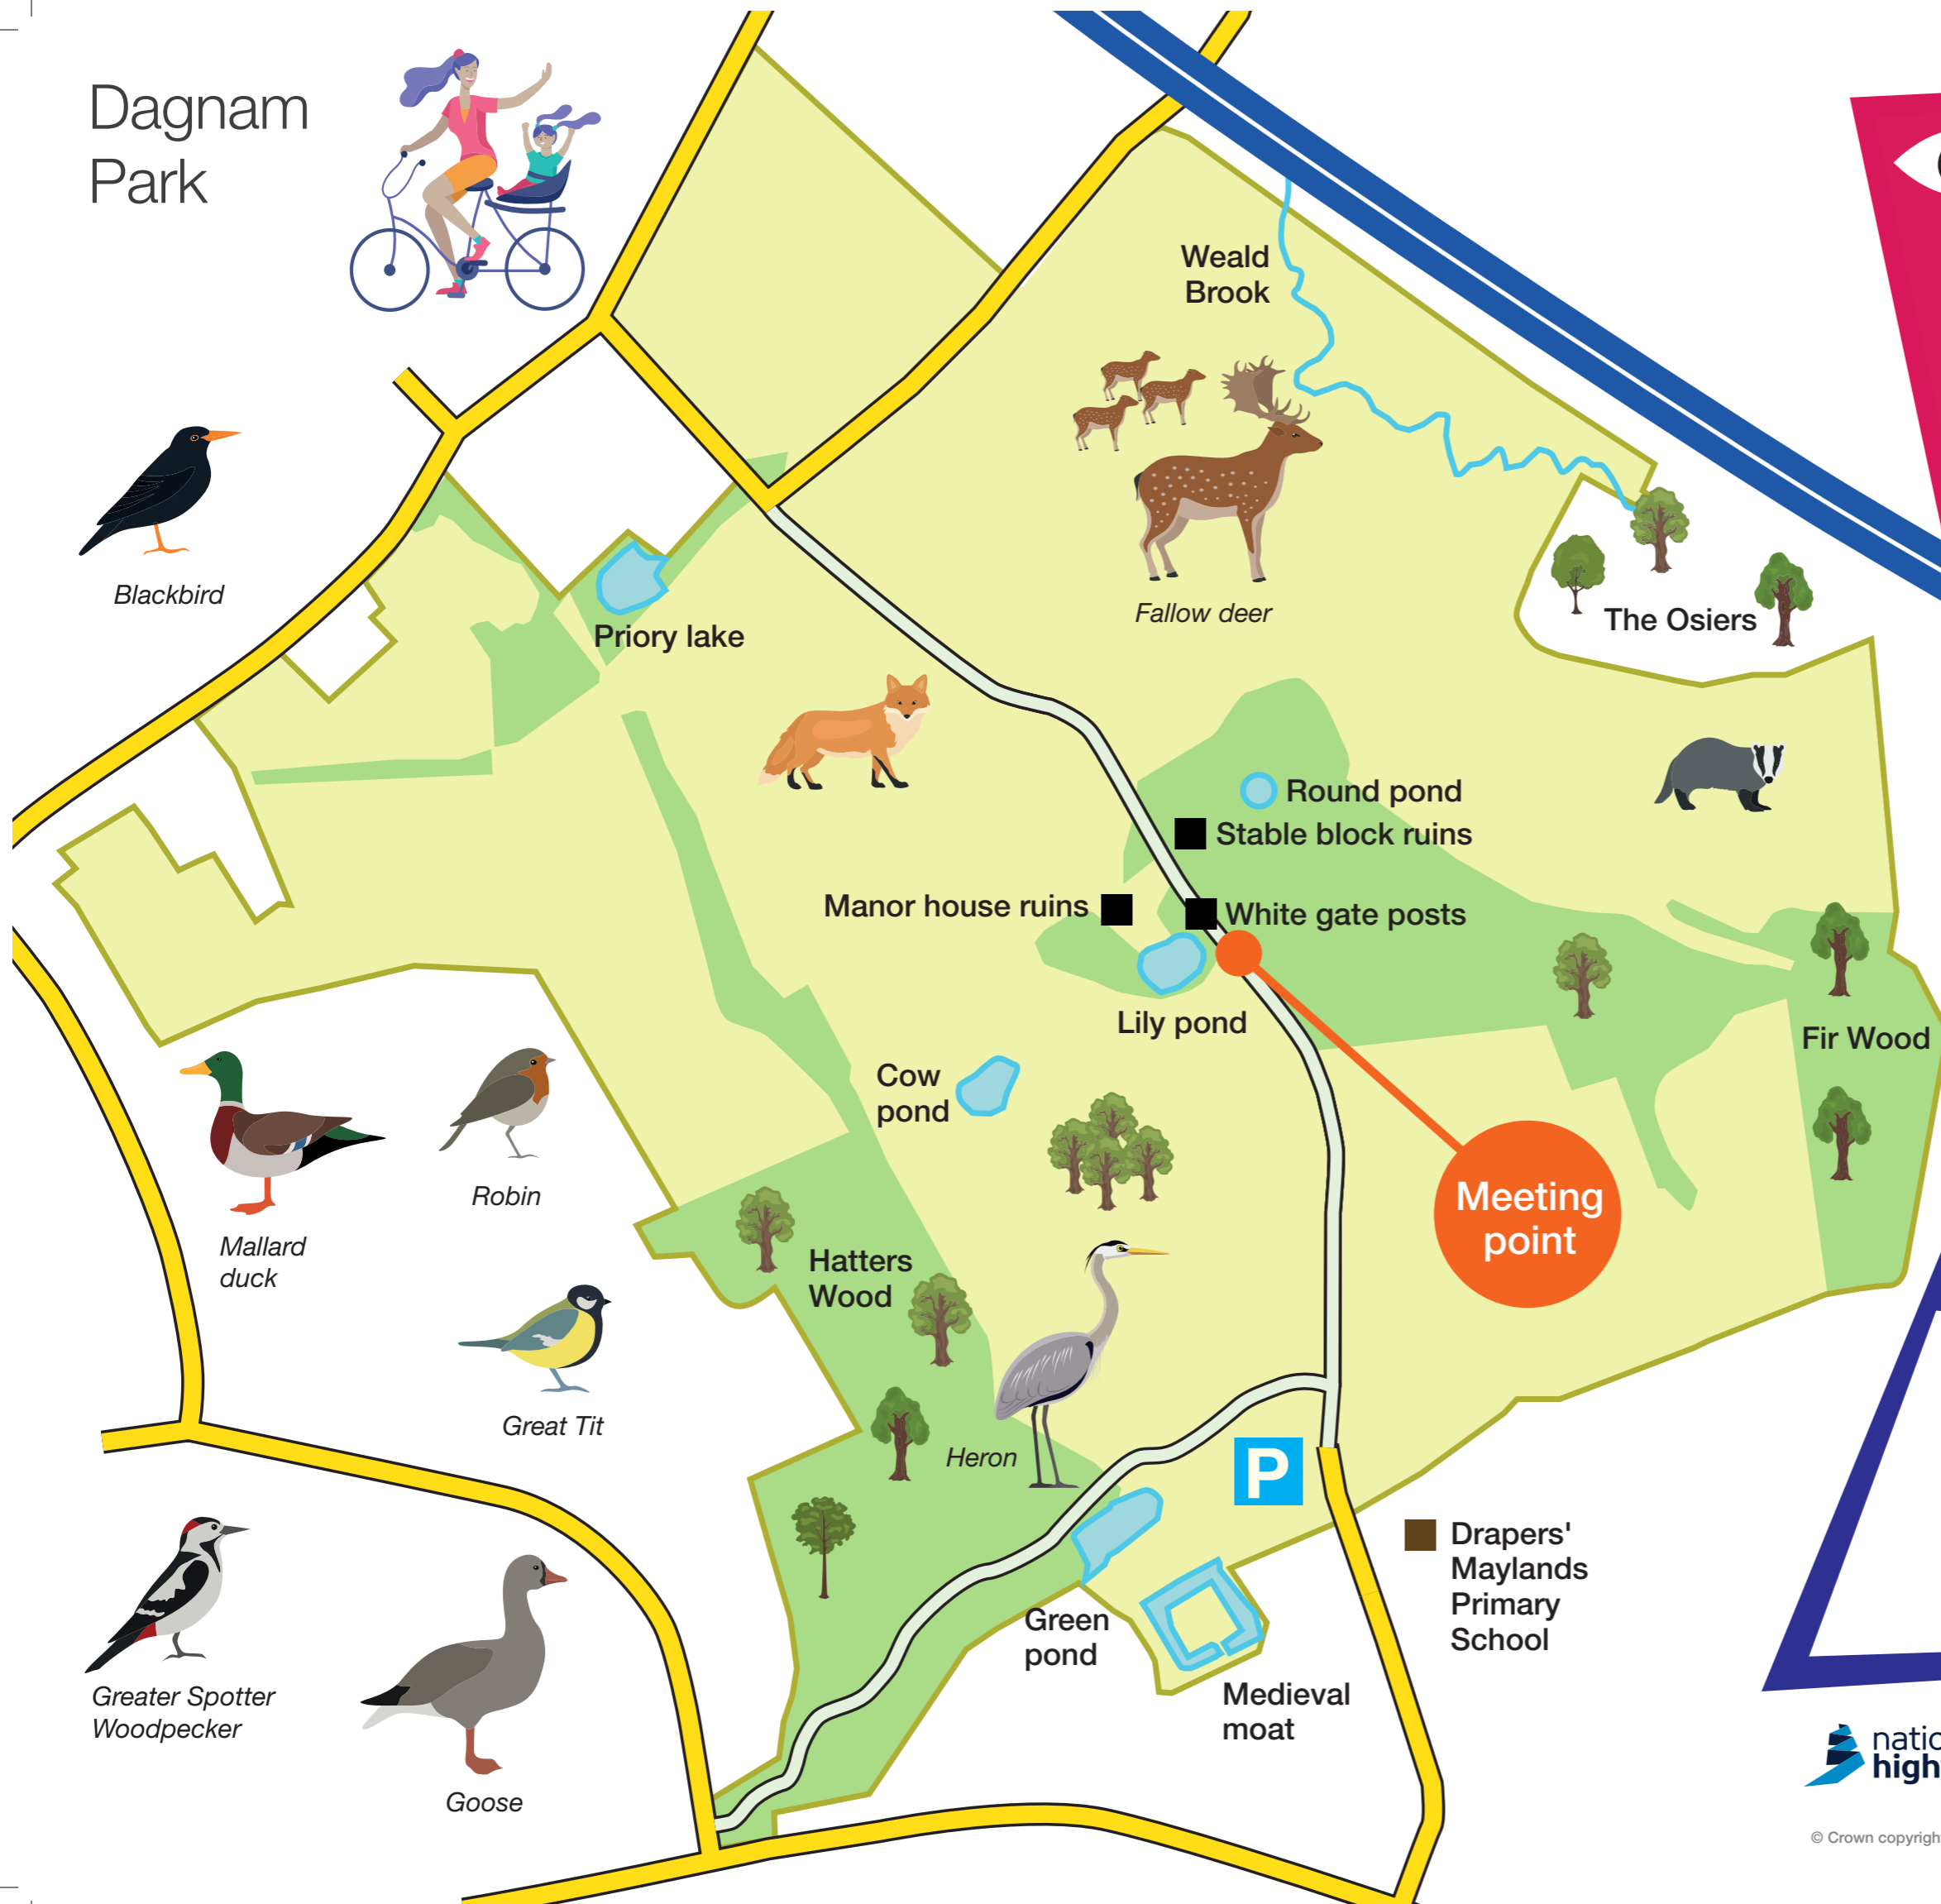 Dagnam
Park
Weald
Brook
Blackbird
Fallow deer
The Osiers
Priory lake
Round pond
Stable block ruins
Manor house ruins
White gate posts
Lily pond
Fir Wood
Cow
pond
Meeting
point
Robin
Mallard
duck
Hatters
Wood
Great Tit
Heron
P
Drapers'
Maylands
Primary
School
Green
pond
Medieval
moat
Greater Spotter
Woodpecker
Goose
high
© Crown